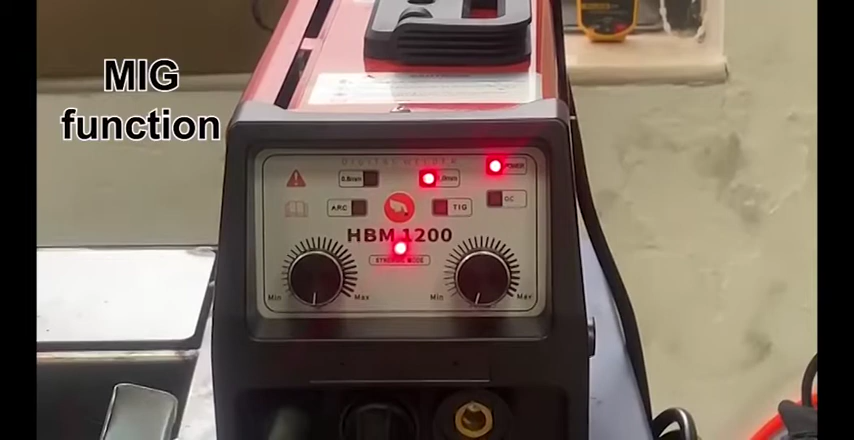 MIG
function
DIGITAL WELDER
0.8mm
1.0mm
POWER
ARC
TIG
OC
HBM 1200
SYNERGIC MODE
Min
Max
Min
Max